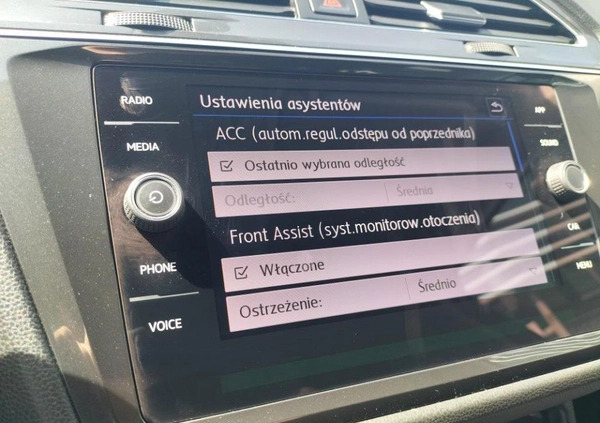 RADIO
MEDIA
PHONE
VOICE
Ustawienia asystentów
ACC (autom.regul.odstępu od poprzednika)
Ostatnio wybrana odległość
Odległość: Średnia
Front Assist (syst.monitorow.otoczenia)
Włączone
Ostrzeżenie: Średnio
APP
SOUND
CAR
MENU